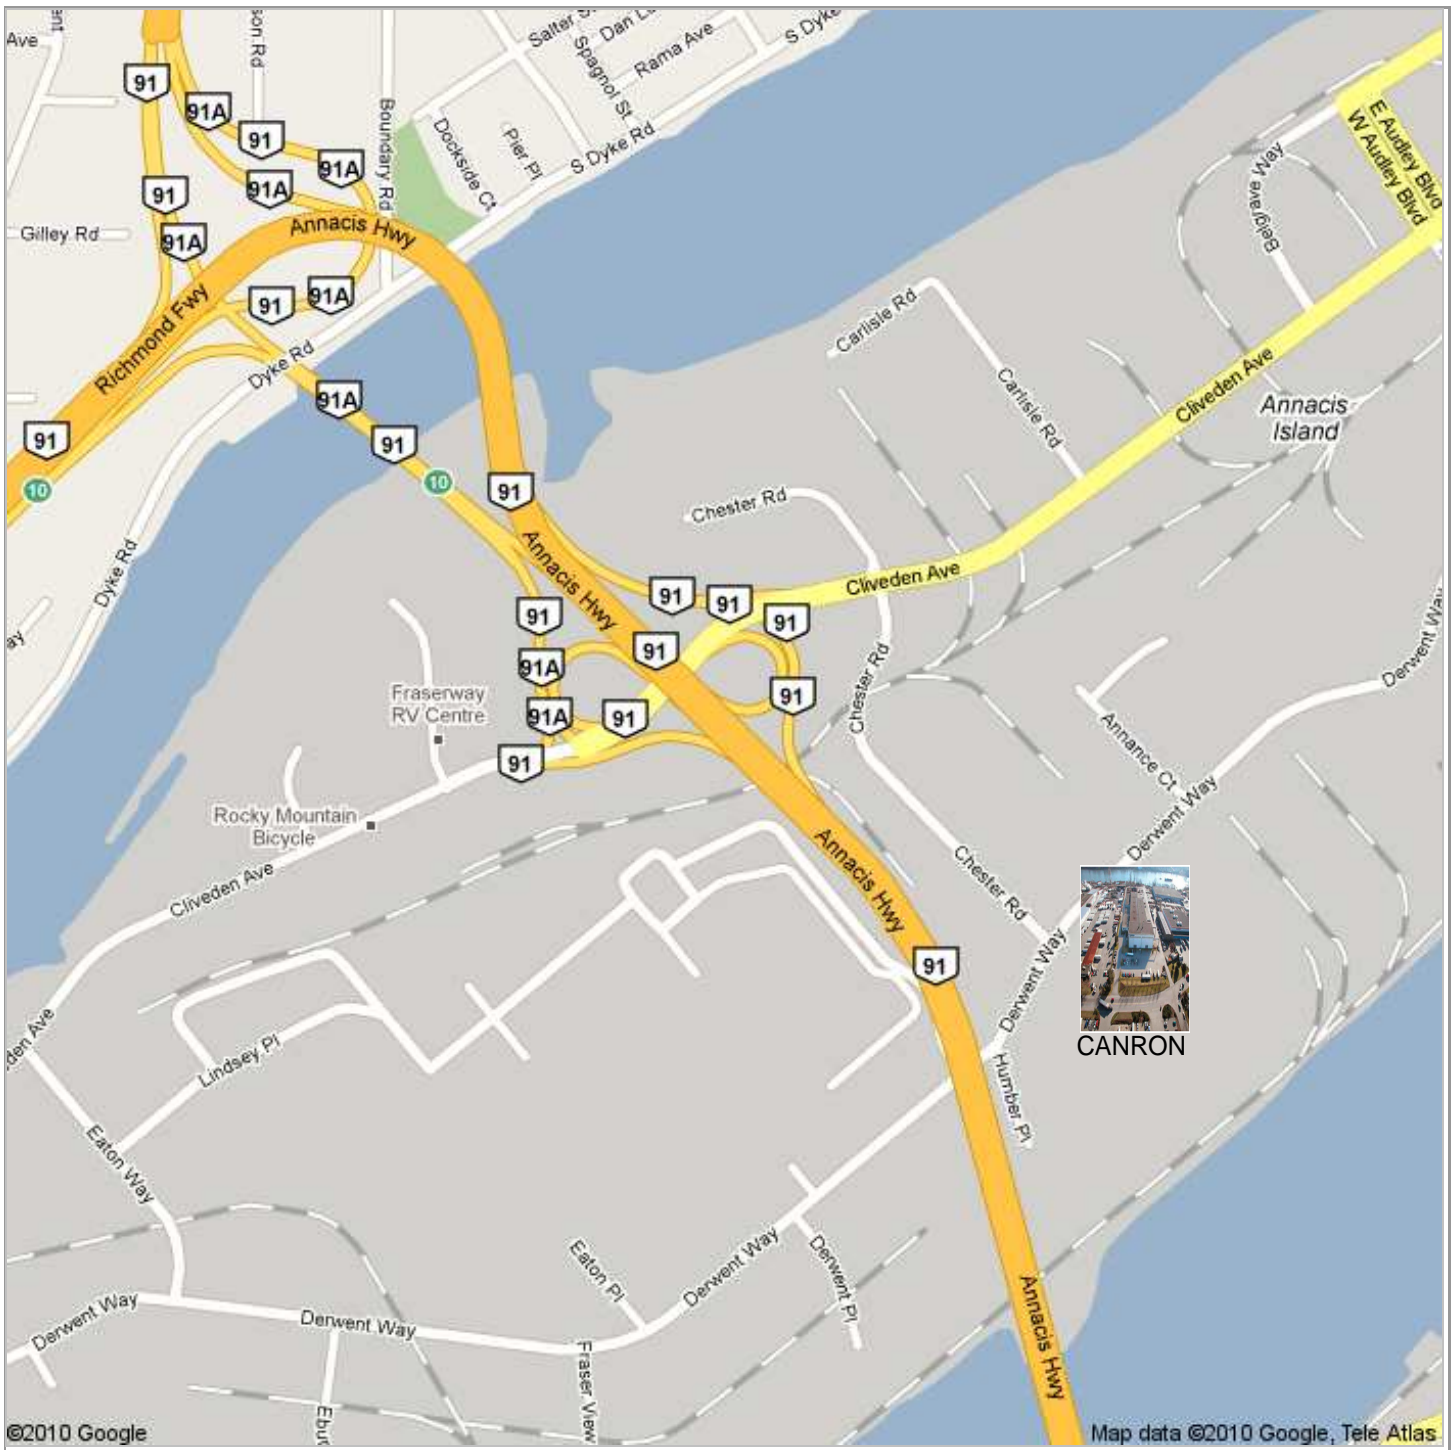 Ave
91
91A
91
91A
91A
91
91A
Gilley Rd
Boundary Rd
Dockside Ct
Pier Pl
Spagnol St
Rama Ave
S Dyke Rd
S Dyke Rd
Annacis Hwy
Richmond Fwy
91
91A
Dyke Rd
91A
91
10
91
91
10
Dyke Rd
E Audley Blvd
W Audley Blvd
Belgrave Way
Carlisle Rd
Carlisle Rd
Cliveden Ave
Annacis
Island
Chester Rd
Annacis Hwy
Cliveden Ave
91
91
91
91
91
91A
91
91A
91
91
Chester Rd
Derwent Way
Fraserway
RV Centre
Annance Ct
Rocky Mountain
Bicycle
Derwent Way
Annacis Hwy
Cliveden Ave
Chester Rd
91
Derwent Way
CANRON
Lindsey Pl
Humber Pl
Eaton Way
Eaton Pl
Derwent Way
Derwent Pl
Derwent Way
Derwent Way
Annacis Hwy
Fraser View
©2010 Google
Map data ©2010 Google, Tele Atlas